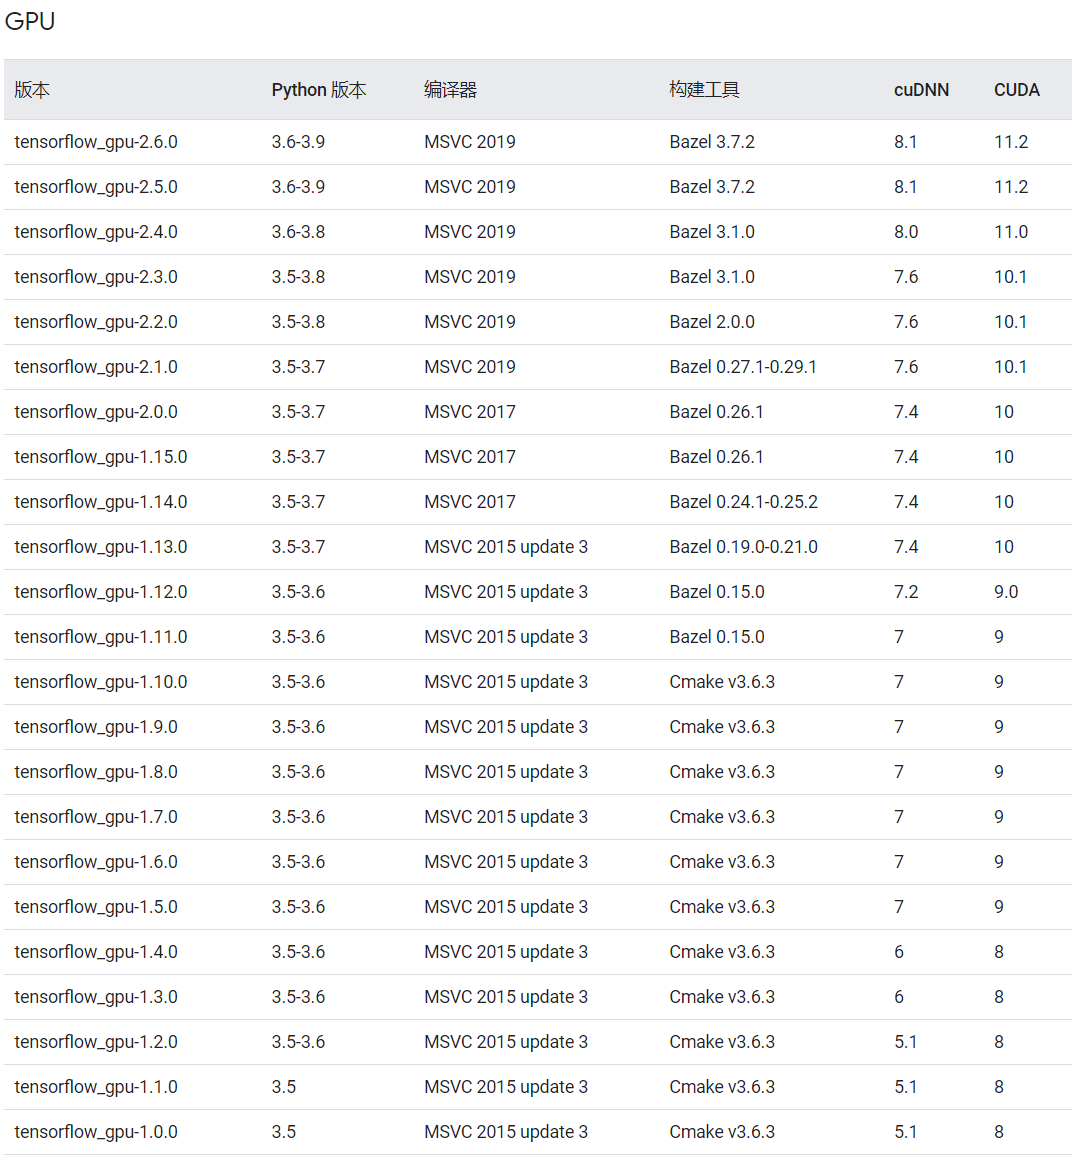 GPU
版本 Python 版本 编译器 构建工具 cuDNN CUDA
tensorflow_gpu-2.6.0 3.6-3.9 MSVC 2019 Bazel 3.7.2 8.1 11.2
tensorflow_gpu-2.5.0 3.6-3.9 MSVC 2019 Bazel 3.7.2 8.1 11.2
tensorflow_gpu-2.4.0 3.6-3.8 MSVC 2019 Bazel 3.1.0 8.0 11.0
tensorflow_gpu-2.3.0 3.5-3.8 MSVC 2019 Bazel 3.1.0 7.6 10.1
tensorflow_gpu-2.2.0 3.5-3.8 MSVC 2019 Bazel 2.0.0 7.6 10.1
tensorflow_gpu-2.1.0 3.5-3.7 MSVC 2019 Bazel 0.27.1-0.29.1 7.6 10.1
tensorflow_gpu-2.0.0 3.5-3.7 MSVC 2017 Bazel 0.26.1 7.4 10
tensorflow_gpu-1.15.0 3.5-3.7 MSVC 2017 Bazel 0.26.1 7.4 10
tensorflow_gpu-1.14.0 3.5-3.7 MSVC 2017 Bazel 0.24.1-0.25.2 7.4 10
tensorflow_gpu-1.13.0 3.5-3.7 MSVC 2015 update 3 Bazel 0.19.0-0.21.0 7.4 10
tensorflow_gpu-1.12.0 3.5-3.6 MSVC 2015 update 3 Bazel 0.15.0 7.2 9.0
tensorflow_gpu-1.11.0 3.5-3.6 MSVC 2015 update 3 Bazel 0.15.0 7 9
tensorflow_gpu-1.10.0 3.5-3.6 MSVC 2015 update 3 Cmake v3.6.3 7 9
tensorflow_gpu-1.9.0 3.5-3.6 MSVC 2015 update 3 Cmake v3.6.3 7 9
tensorflow_gpu-1.8.0 3.5-3.6 MSVC 2015 update 3 Cmake v3.6.3 7 9
tensorflow_gpu-1.7.0 3.5-3.6 MSVC 2015 update 3 Cmake v3.6.3 7 9
tensorflow_gpu-1.6.0 3.5-3.6 MSVC 2015 update 3 Cmake v3.6.3 7 9
tensorflow_gpu-1.5.0 3.5-3.6 MSVC 2015 update 3 Cmake v3.6.3 7 9
tensorflow_gpu-1.4.0 3.5-3.6 MSVC 2015 update 3 Cmake v3.6.3 6 8
tensorflow_gpu-1.3.0 3.5-3.6 MSVC 2015 update 3 Cmake v3.6.3 6 8
tensorflow_gpu-1.2.0 3.5-3.6 MSVC 2015 update 3 Cmake v3.6.3 5.1 8
tensorflow_gpu-1.1.0 3.5 MSVC 2015 update 3 Cmake v3.6.3 5.1 8
tensorflow_gpu-1.0.0 3.5 MSVC 2015 update 3 Cmake v3.6.3 5.1 8